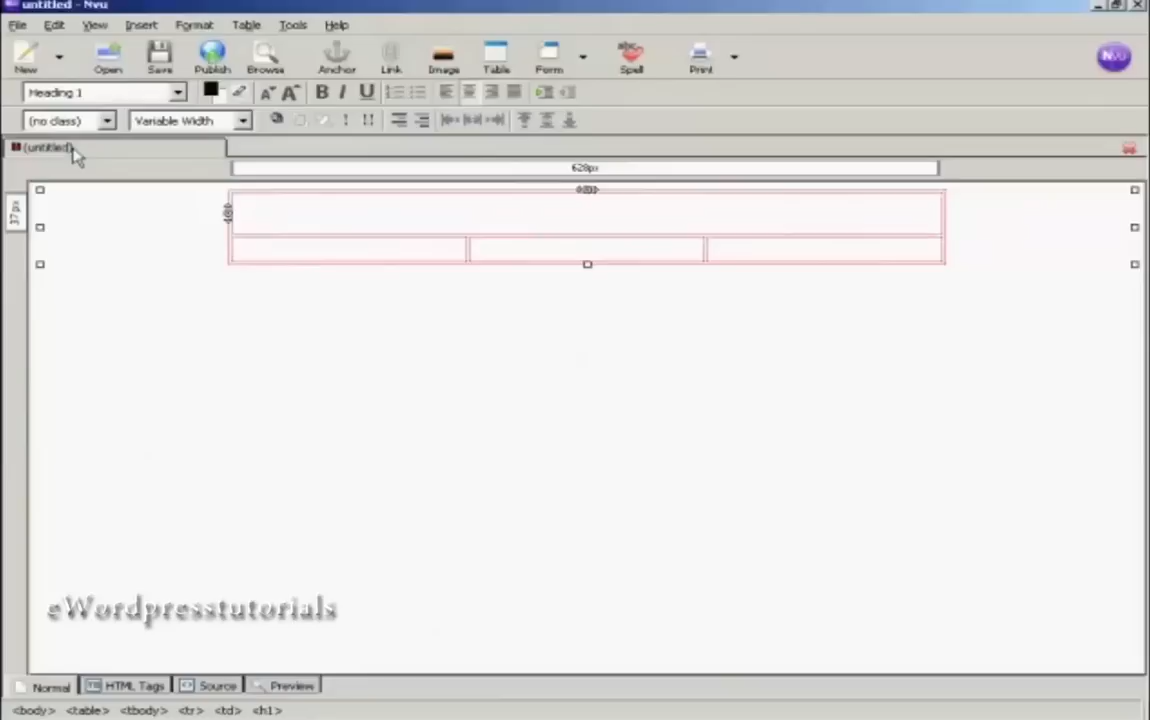 untitled - Nvu
File Edit View Insert Format Table Tools Help
New Open Save Publish Browse Anchor Link Image Table Form Spell Print
Heading 1
(no class) Variable Width
(untitled)
628px
37px
eWordpresstutorials
Normal HTML Tags Source Preview
<body> <table> <tbody> <tr> <td> <h1>